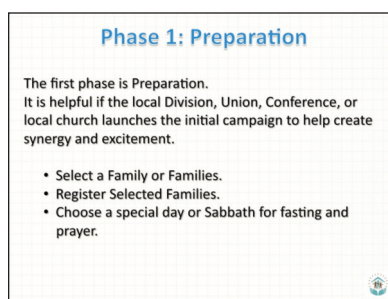 Phase 1: Preparation
The first phase is Preparation.
It is helpful if the local Division, Union, Conference, or
local church launches the initial campaign to help create
synergy and excitement.
• Select a Family or Families.
• Register Selected Families.
• Choose a special day or Sabbath for fasting and
prayer.